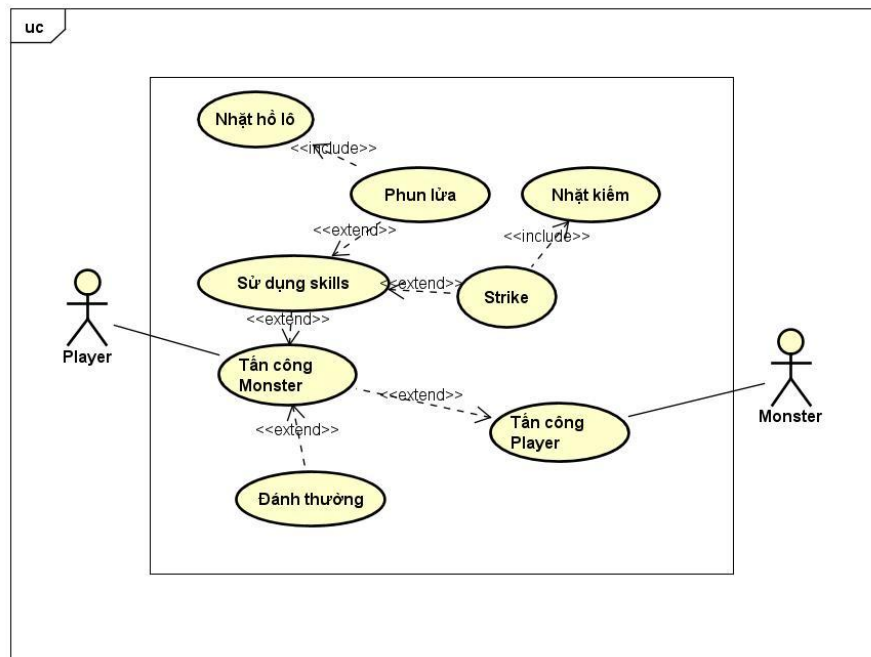 uc
Nhặt hồ lô
<<include>>
Phun lửa
Nhặt kiếm
<<extend>>
<<include>>
Sử dụng skills
<<extend>>
Strike
<<extend>>
Player
Tấn công
Monster
<<extend>>
Tấn công
Player
Monster
<<extend>>
Đánh thường